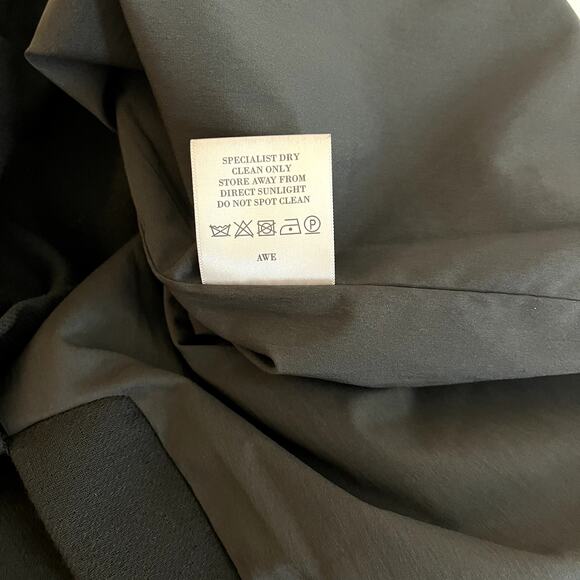 SPECIALIST DRY
CLEAN ONLY
STORE AWAY FROM
DIRECT SUNLIGHT
DO NOT SPOT CLEAN
P
AWE